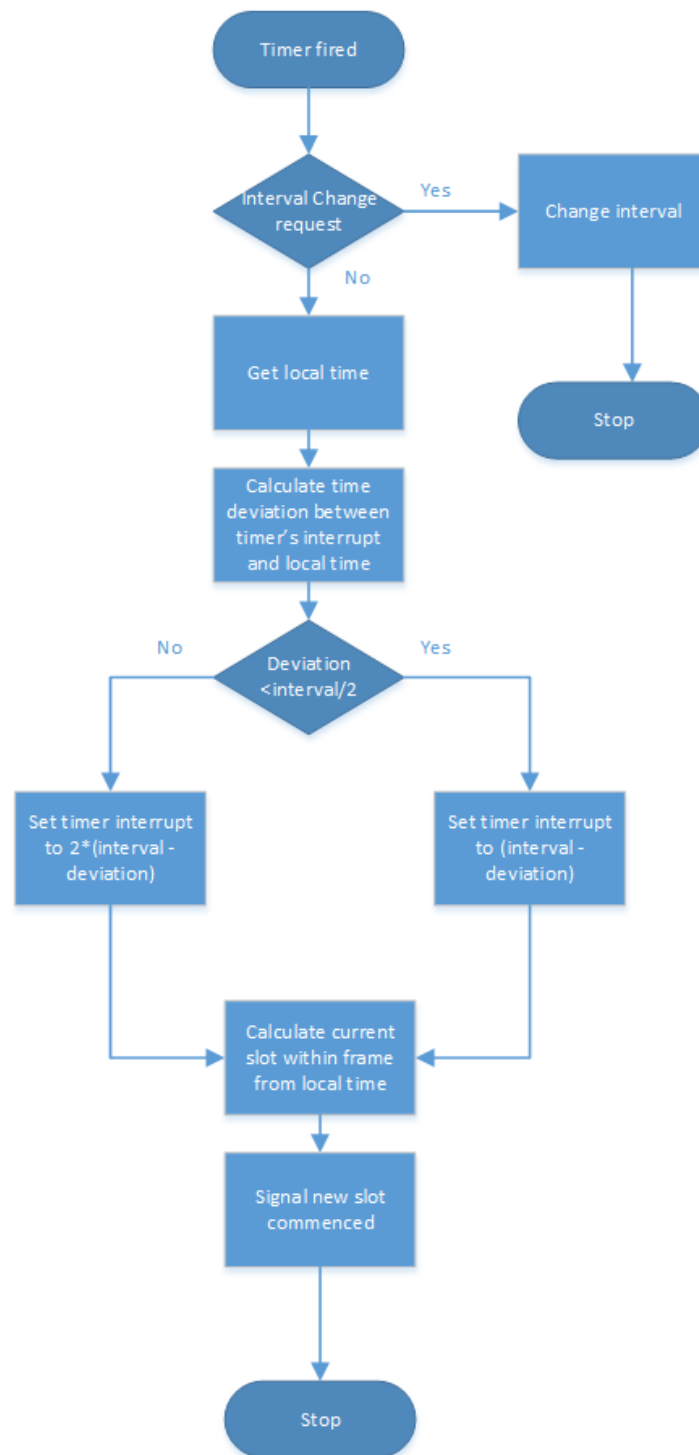 Timer fired
Interval Change
request
Yes
Change interval
No
Get local time
Stop
Calculate time
deviation between
timer's interrupt
and local time
No
Deviation
<interval/2
Yes
Set timer interrupt
to 2*(interval -
deviation)
Set timer interrupt
to (interval -
deviation)
Calculate current
slot within frame
from local time
Signal new slot
commenced
Stop